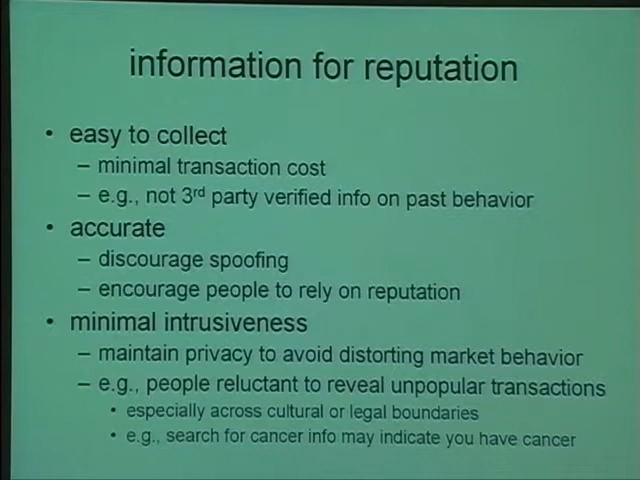 information for reputation
• easy to collect
– minimal transaction cost
– e.g., not 3rd party verified info on past behavior
• accurate
– discourage spoofing
– encourage people to rely on reputation
• minimal intrusiveness
– maintain privacy to avoid distorting market behavior
– e.g., people reluctant to reveal unpopular transactions
• especially across cultural or legal boundaries
• e.g., search for cancer info may indicate you have cancer